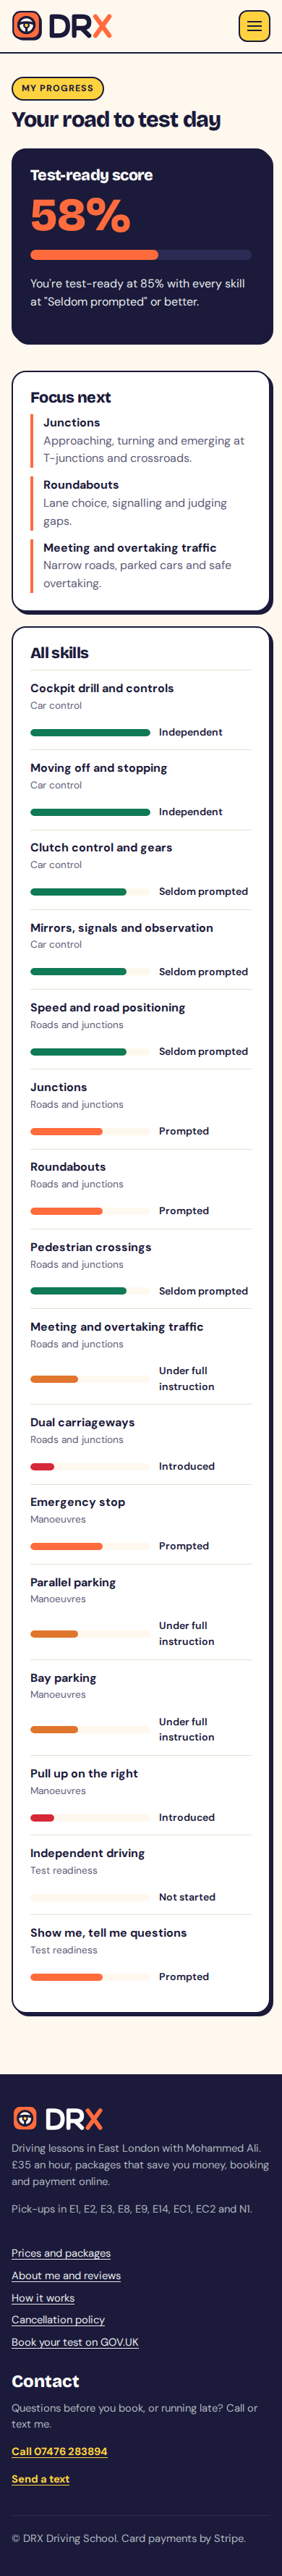 DRX
MY PROGRESS
Your road to test day
Test-ready score
58%
You're test-ready at 85% with every skill
at "Seldom prompted" or better.
Focus next
Junctions
Approaching, turning and emerging at
T-junctions and crossroads.
Roundabouts
Lane choice, signalling and judging
gaps.
Meeting and overtaking traffic
Narrow roads, parked cars and safe
overtaking.
All skills
Cockpit drill and controls
Car control
Independent
Moving off and stopping
Car control
Independent
Clutch control and gears
Car control
Seldom prompted
Mirrors, signals and observation
Car control
Seldom prompted
Speed and road positioning
Roads and junctions
Seldom prompted
Junctions
Roads and junctions
Prompted
Roundabouts
Roads and junctions
Prompted
Pedestrian crossings
Roads and junctions
Seldom prompted
Meeting and overtaking traffic
Roads and junctions
Under full
instruction
Dual carriageways
Roads and junctions
Introduced
Emergency stop
Manoeuvres
Prompted
Parallel parking
Manoeuvres
Under full
instruction
Bay parking
Manoeuvres
Under full
instruction
Pull up on the right
Manoeuvres
Introduced
Independent driving
Test readiness
Not started
Show me, tell me questions
Test readiness
Prompted
DRX
Driving lessons in East London with Mohammed Ali.
£35 an hour, packages that save you money, booking
and payment online.
Pick-ups in E1, E2, E3, E8, E9, E14, EC1, EC2 and N1.
Prices and packages
About me and reviews
How it works
Cancellation policy
Book your test on GOV.UK
Contact
Questions before you book, or running late? Call or
text me.
Call 07476 283894
Send a text
© DRX Driving School. Card payments by Stripe.